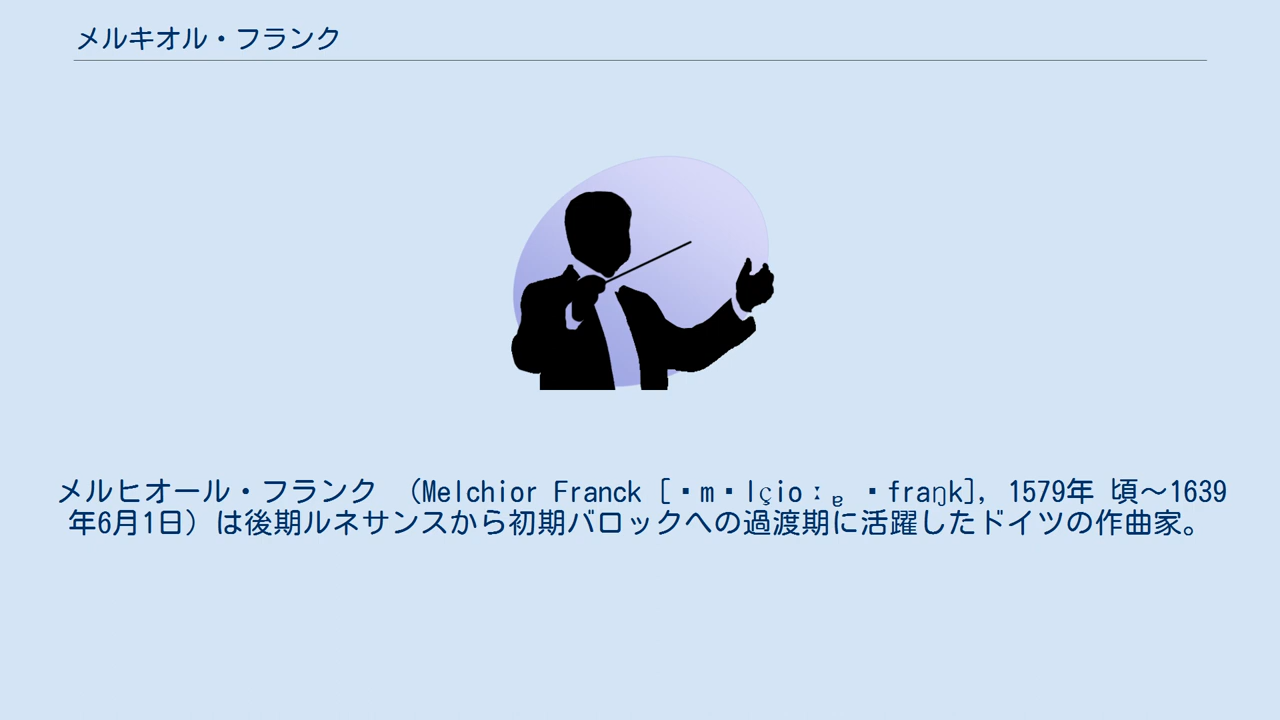 メルキオル・フランク
メルヒオール・フランク （Melchior Franck [▪m▪lçioːɐ̯ ▪fraŋk], 1579年 頃〜1639
年6月1日）は後期ルネサンスから初期バロックへの過渡期に活躍したドイツの作曲家。